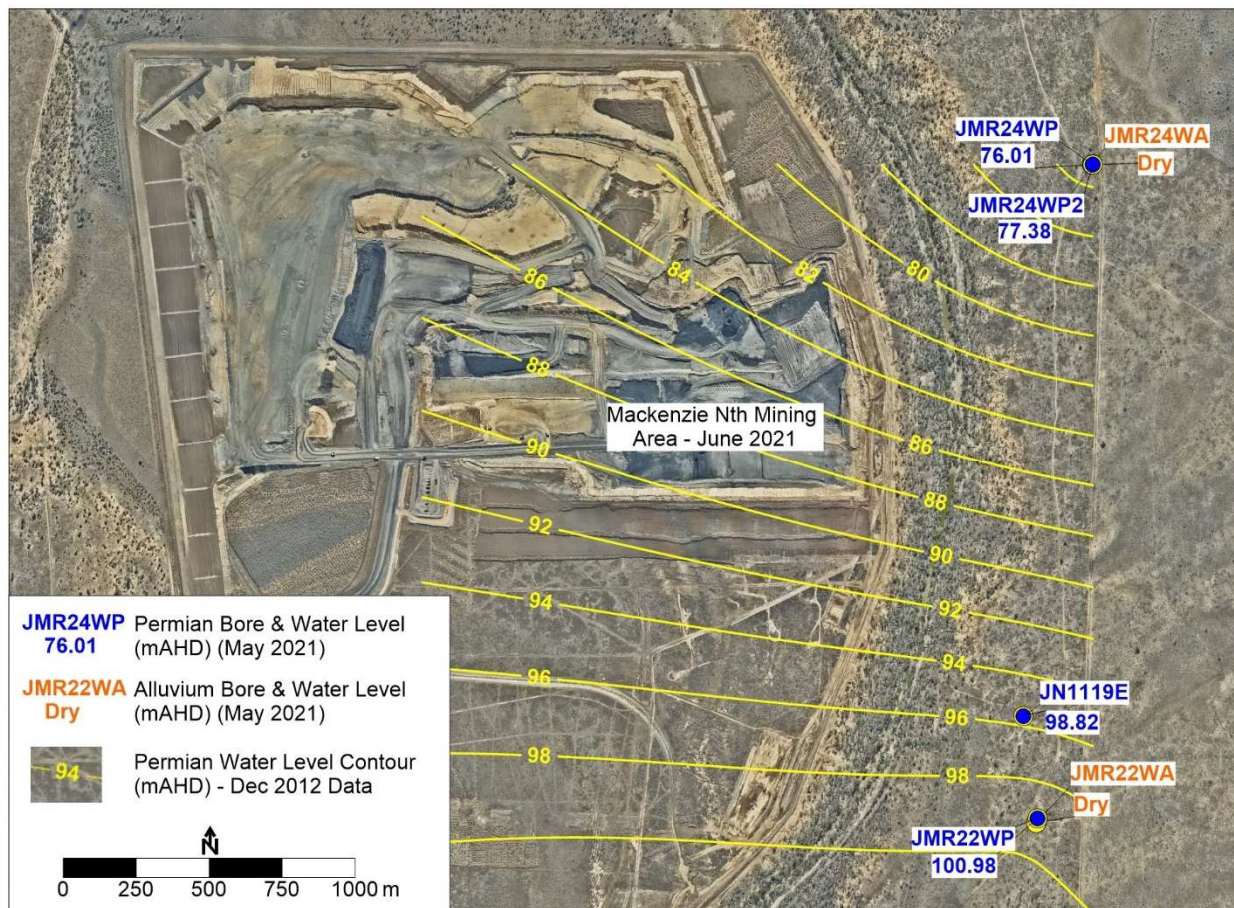 JMR24WP
76.01
JMR24WA
Dry
JMR24WP2
77.38
80
82
84
86
88
Mackenzie Nth Mining
Area - June 2021
86
90
88
92
90
92
94
94
96
JN1119E
98.82
96
98
98
JMR22WA
Dry
JMR22WP
100.98
JMR24WP
76.01
Permian Bore & Water Level
(mAHD) (May 2021)
JMR22WA
Dry
Alluvium Bore & Water Level
(mAHD) (May 2021)
94
Permian Water Level Contour
(mAHD) - Dec 2012 Data
N
0 250 500 750 1000 m